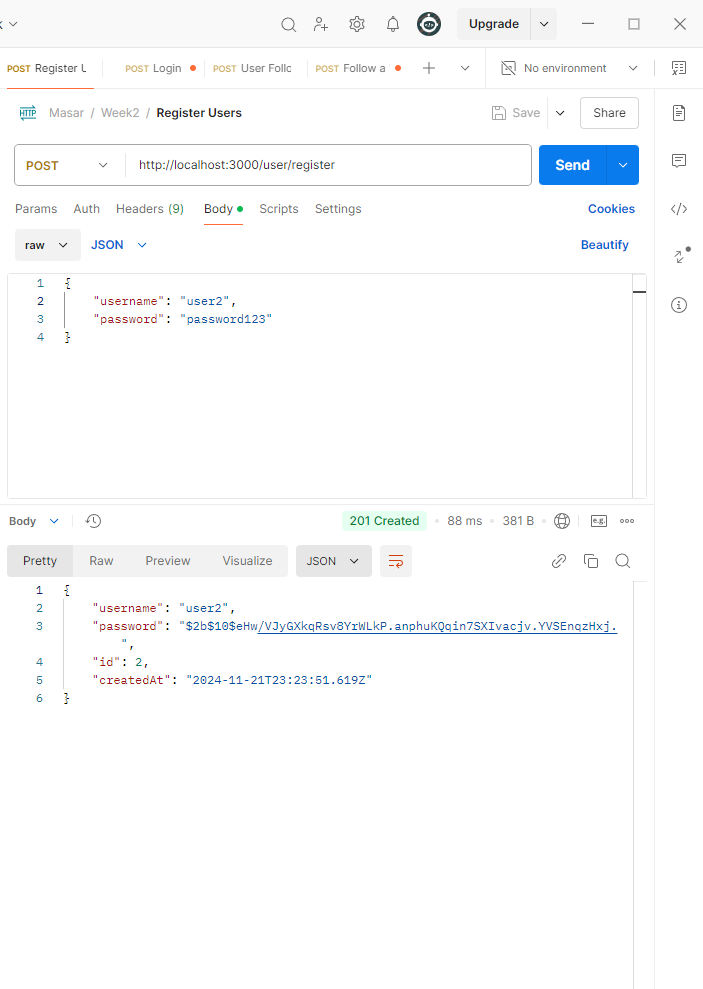 Upgrade
POST Register U POST Login POST User Follo POST Follow a No environment
HTTP Masar / Week2 / Register Users Save Share
POST http://localhost:3000/user/register Send
Params Auth Headers (9) Body Scripts Settings Cookies
raw JSON Beautify
1 {
2 "username": "user2",
3 "password": "password123"
4 }
Body 201 Created • 88 ms • 381 B e.g.
Pretty Raw Preview Visualize JSON
1 {
2 "username": "user2",
3 "password": "$2b$10$eHw/VJyGXkqRsv8YrWLkP.anphuKQqin7SXIvacjv.YVSEnqzHxj.
",
4 "id": 2,
5 "createdAt": "2024-11-21T23:23:51.619Z"
6 }